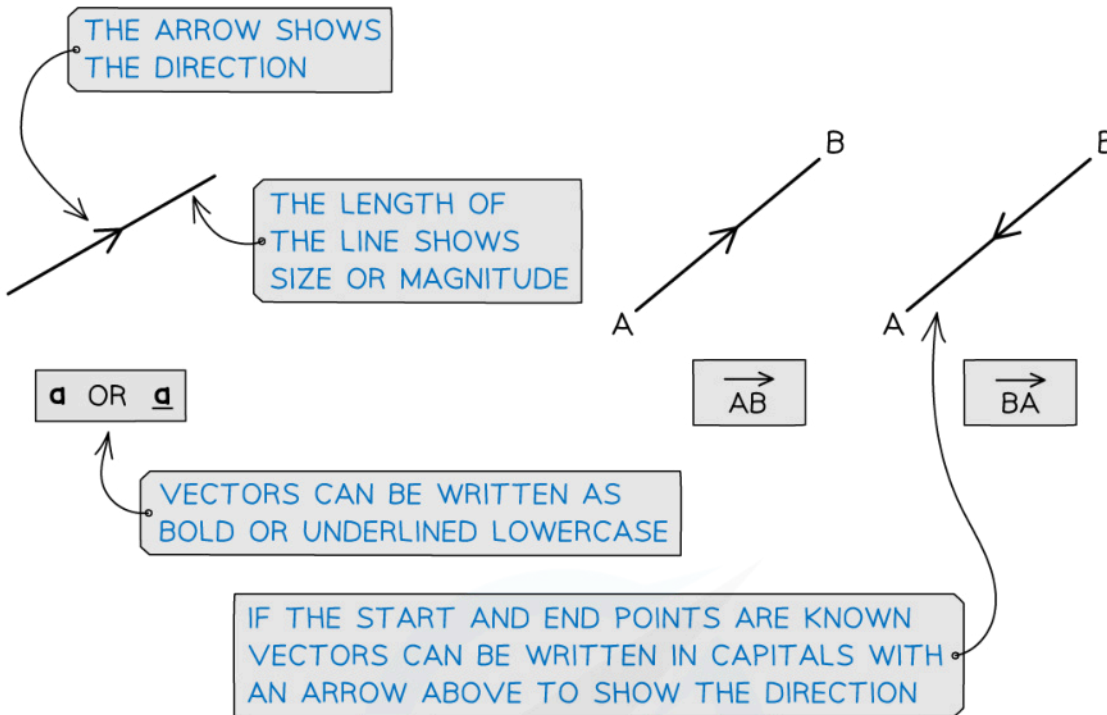 THE ARROW SHOWS
THE DIRECTION
THE LENGTH OF
THE LINE SHOWS
SIZE OR MAGNITUDE
B
A
B
A
a OR a
AB
BA
VECTORS CAN BE WRITTEN AS
BOLD OR UNDERLINED LOWERCASE
IF THE START AND END POINTS ARE KNOWN
VECTORS CAN BE WRITTEN IN CAPITALS WITH
AN ARROW ABOVE TO SHOW THE DIRECTION